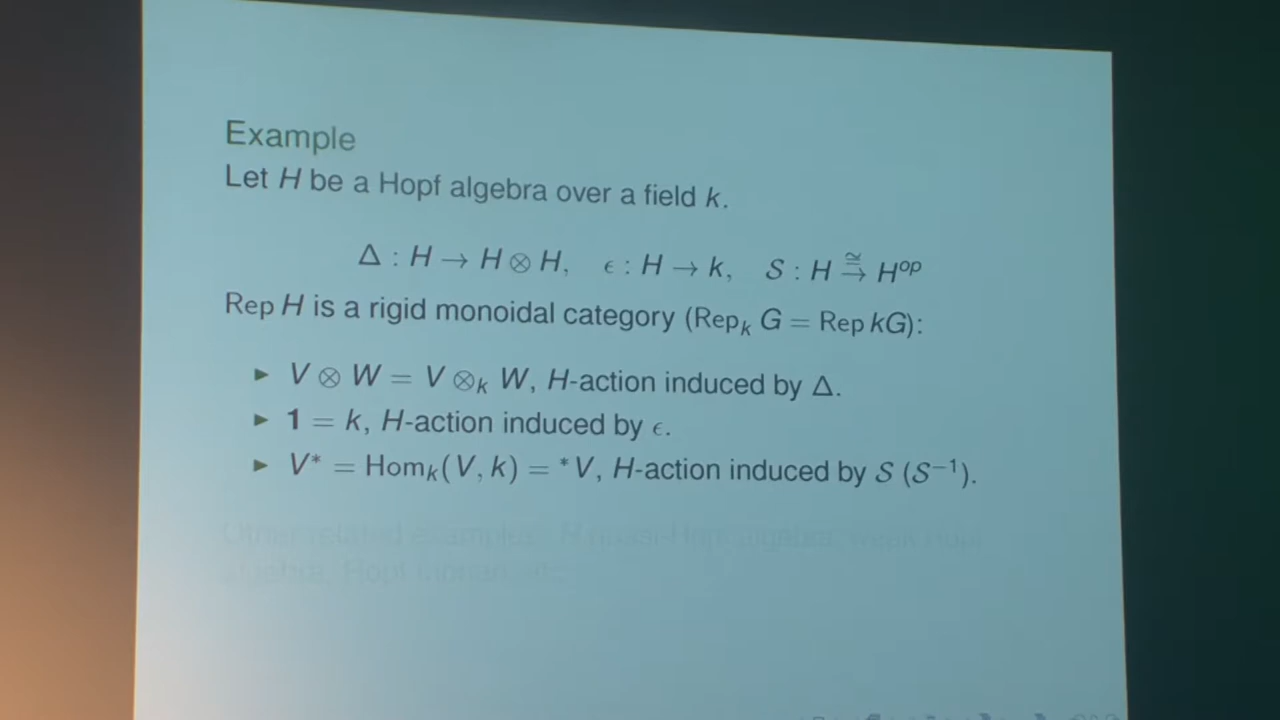 Example
Let H be a Hopf algebra over a field k.
Δ : H → H ⊗ H, ϵ : H → k, S : H ≅→ H^op
Rep H is a rigid monoidal category (Rep_k G = Rep kG):
► V ⊗ W = V ⊗_k W, H-action induced by Δ.
► 1 = k, H-action induced by ϵ.
► V* = Hom_k(V, k) = *V, H-action induced by S (S⁻¹).